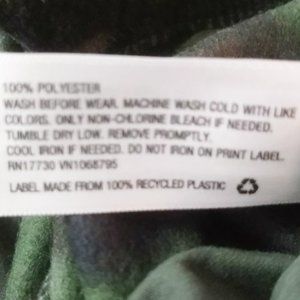 100% POLYESTER
WASH BEFORE WEAR. MACHINE WASH COLD WITH LIKE
COLORS. ONLY NON-CHLORINE BLEACH IF NEEDED.
TUMBLE DRY LOW. REMOVE PROMPTLY.
COOL IRON IF NEEDED. DO NOT IRON ON PRINT LABEL.
RN17730 VN1068795
LABEL MADE FROM 100% RECYCLED PLASTIC